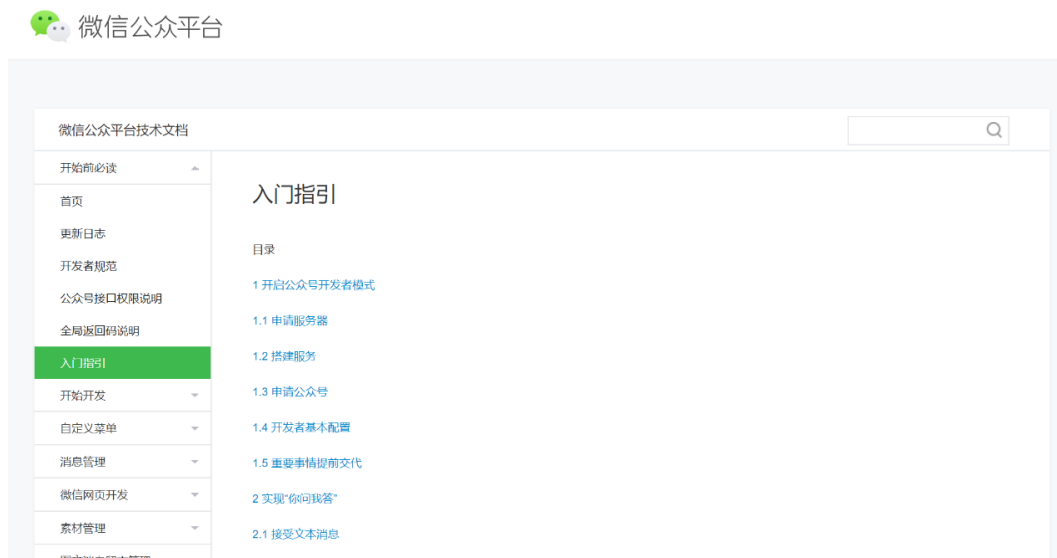 微信公众平台
微信公众平台技术文档
开始前必读
首页
更新日志
开发者规范
公众号接口权限说明
全局返回码说明
入门指引
开始开发
自定义菜单
消息管理
微信网页开发
素材管理
入门指引
目录
1 开启公众号开发者模式
1.1 申请服务器
1.2 搭建服务
1.3 申请公众号
1.4 开发者基本配置
1.5 重要事情提前交代
2 实现“你问我答”
2.1 接受文本消息